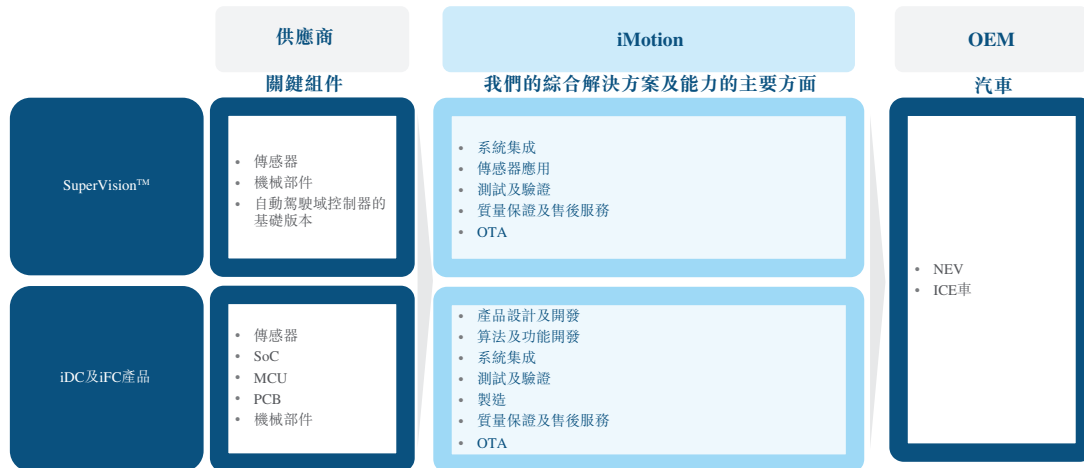 供應商
iMotion
OEM
關鍵組件
我們的綜合解決方案及能力的主要方面
汽車
SuperVision™
• 傳感器
• 機械部件
• 自動駕駛域控制器的
基礎版本
• 系統集成
• 傳感器應用
• 測試及驗證
• 質量保證及售後服務
• OTA
• NEV
• ICE車
iDC及iFC產品
• 傳感器
• SoC
• MCU
• PCB
• 機械部件
• 產品設計及開發
• 算法及功能開發
• 系統集成
• 測試及驗證
• 製造
• 質量保證及售後服務
• OTA